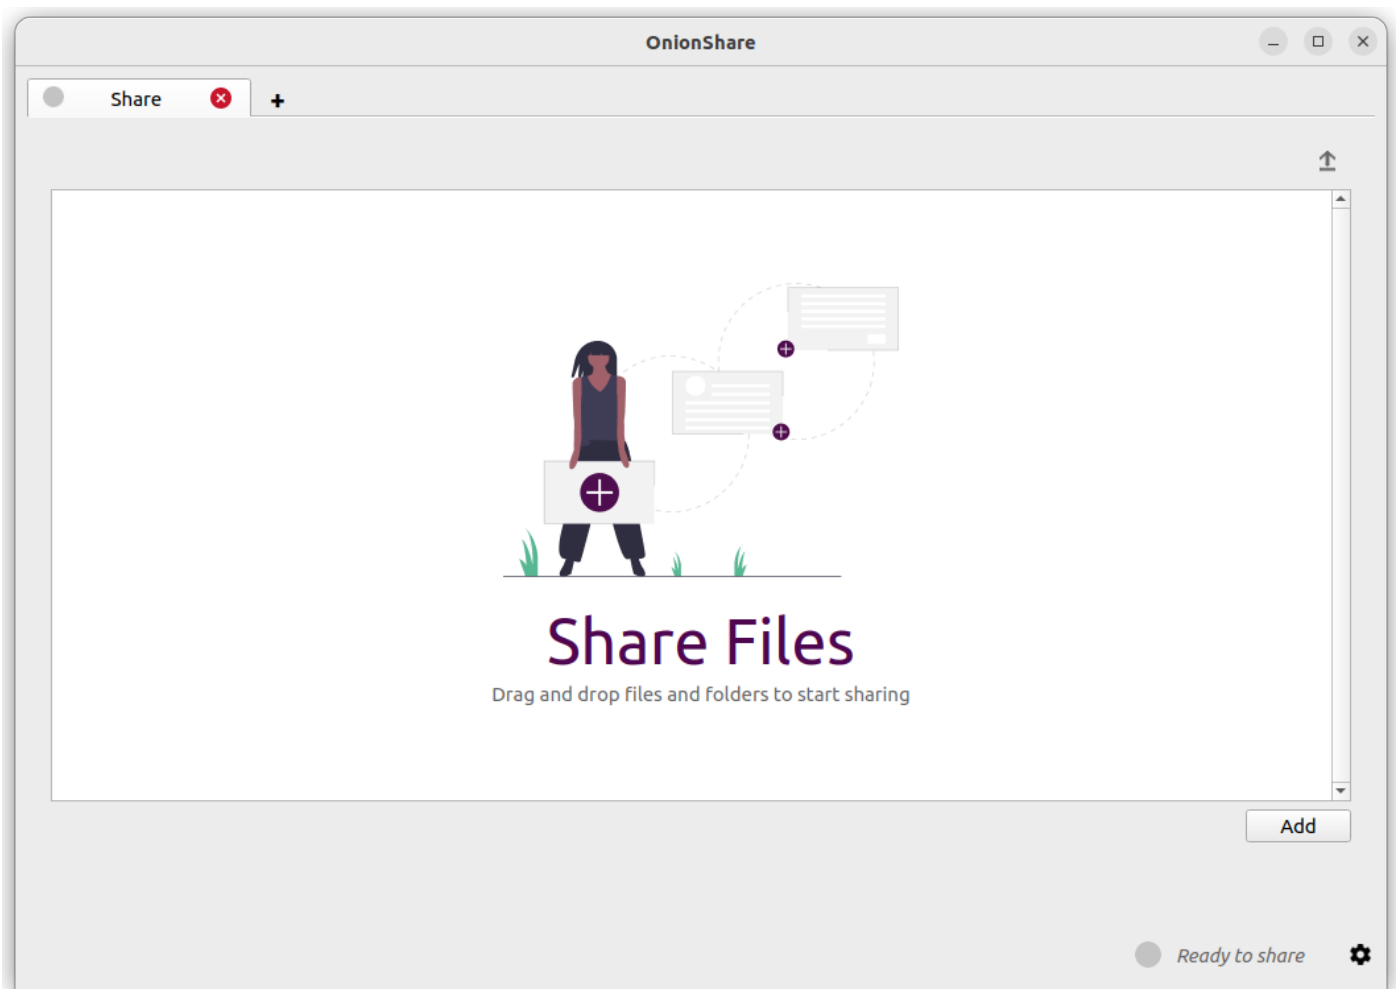 OnionShare
Share
Share Files
Drag and drop files and folders to start sharing
Add
Ready to share